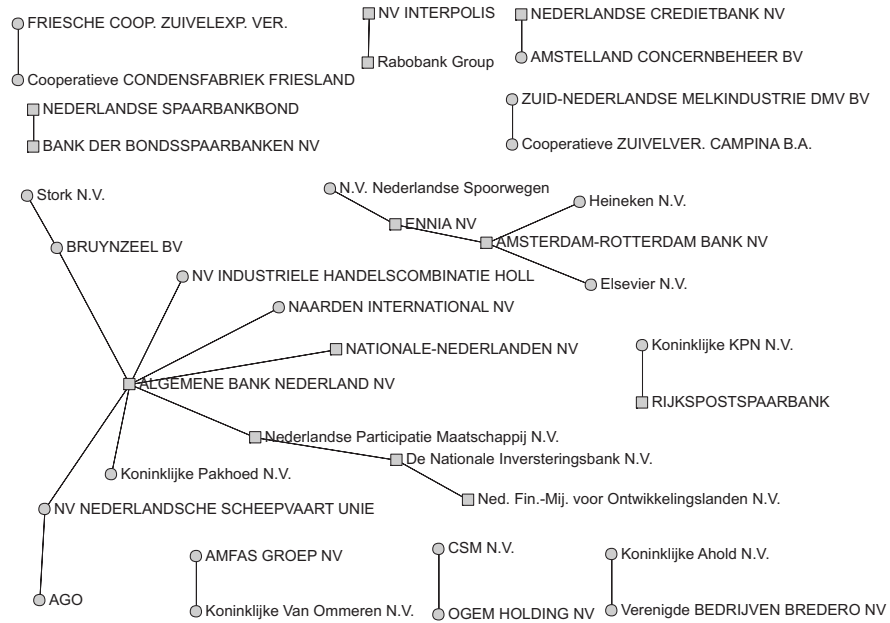 FRIESCHE COOP. ZUIVELEXP. VER.
NV INTERPOLIS
NEDERLANDSE CREDIETBANK NV
Rabobank Group
AMSTELLAND CONCERNBEHEER BV
Cooperatieve CONDENSFABRIEK FRIESLAND
NEDERLANDSE SPAARBANKBOND
ZUID-NEDERLANDSE MELKINDUSTRIE DMV BV
BANK DER BONDSSPAARBANKEN NV
Cooperatieve ZUIVELVER. CAMPINA B.A.
Stork N.V.
N.V. Nederlandse Spoorwegen
Heineken N.V.
ENNIA NV
BRUYNZEEL BV
AMSTERDAM-ROTTERDAM BANK NV
NV INDUSTRIELE HANDELSCOMBINATIE HOLL
Elsevier N.V.
NAARDEN INTERNATIONAL NV
NATIONALE-NEDERLANDEN NV
Koninklijke KPN N.V.
ALGEMENE BANK NEDERLAND NV
RIJKSPOSTSPAARBANK
Nederlandse Participatie Maatschappij N.V.
De Nationale Inversteringsbank N.V.
Koninklijke Pakhoed N.V.
Ned. Fin.-Mij. voor Ontwikkelingslanden N.V.
NV NEDERLANDSCHE SCHEEPVAART UNIE
AMFAS GROEP NV
CSM N.V.
Koninklijke Ahold N.V.
AGO
Koninklijke Van Ommeren N.V.
OGEM HOLDING NV
Verenigde BEDRIJVEN BREDERO NV